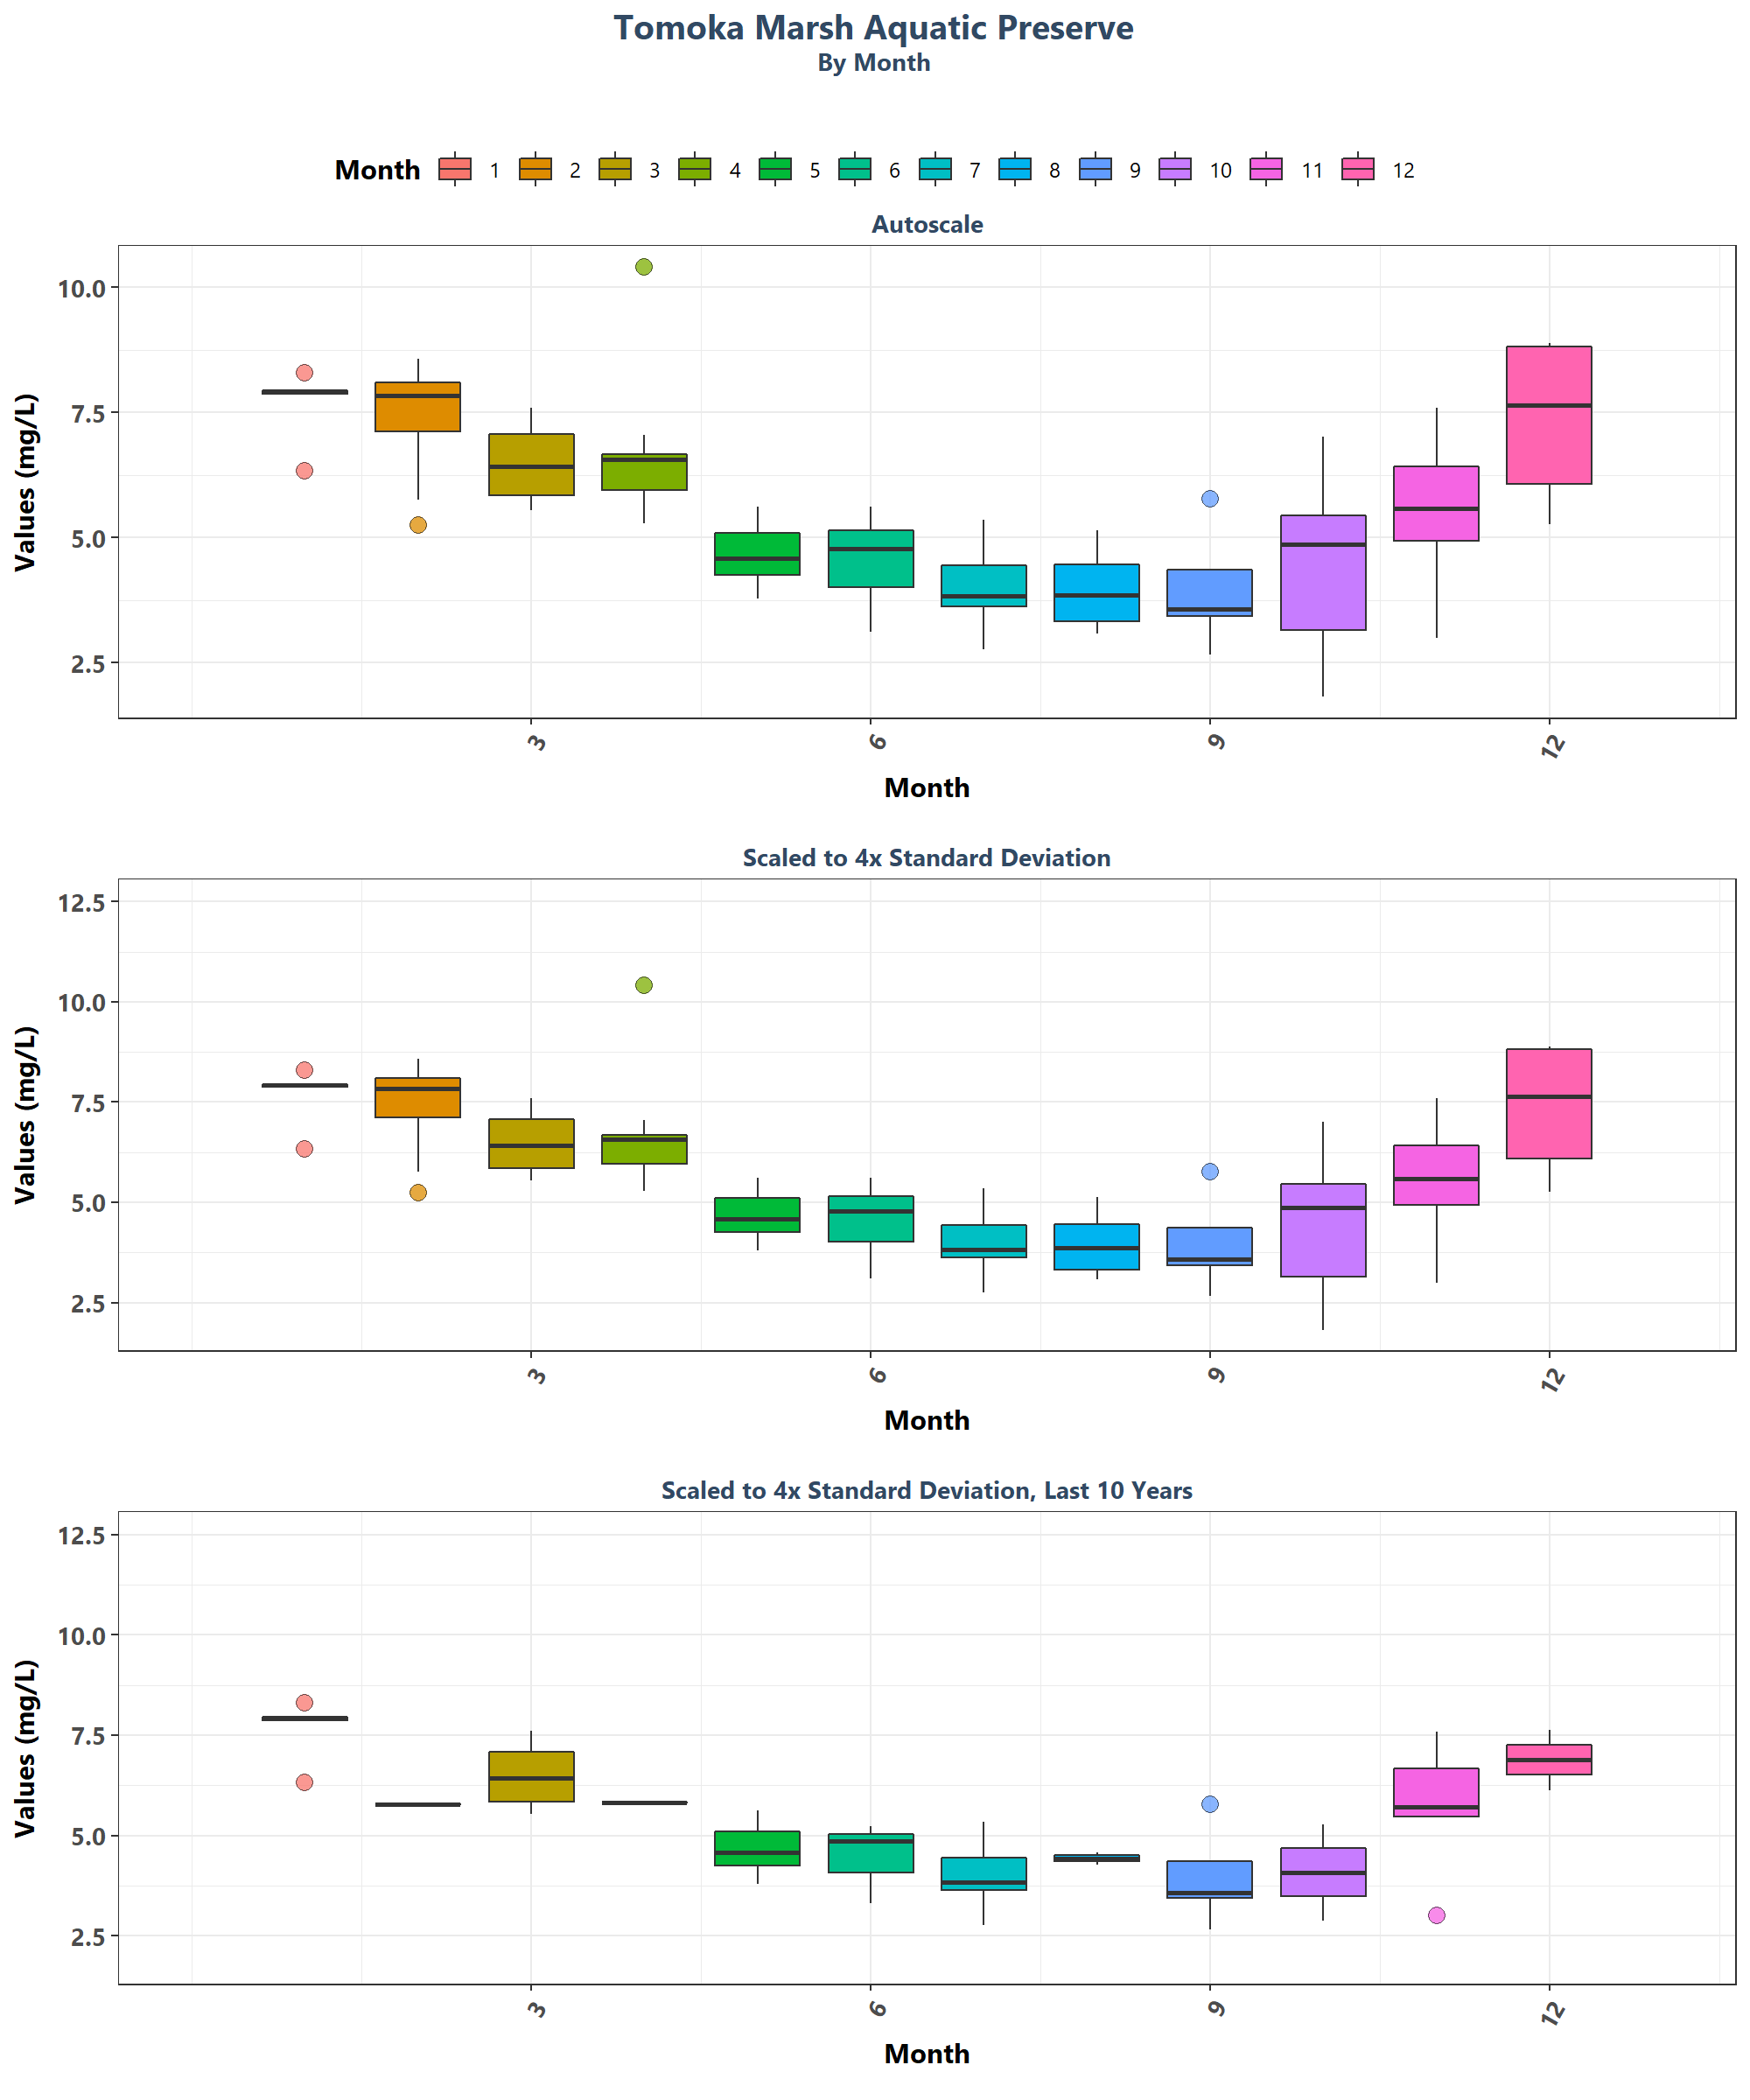 Tomoka Marsh Aquatic Preserve
By Month
Month 1 2 3 4 5 6 7 8 9 10 11 12
Autoscale
Values (mg/L)
10.0
7.5
5.0
2.5
3 6 9 12
Month
Scaled to 4x Standard Deviation
Values (mg/L)
12.5
10.0
7.5
5.0
2.5
3 6 9 12
Month
Scaled to 4x Standard Deviation, Last 10 Years
Values (mg/L)
12.5
10.0
7.5
5.0
2.5
3 6 9 12
Month